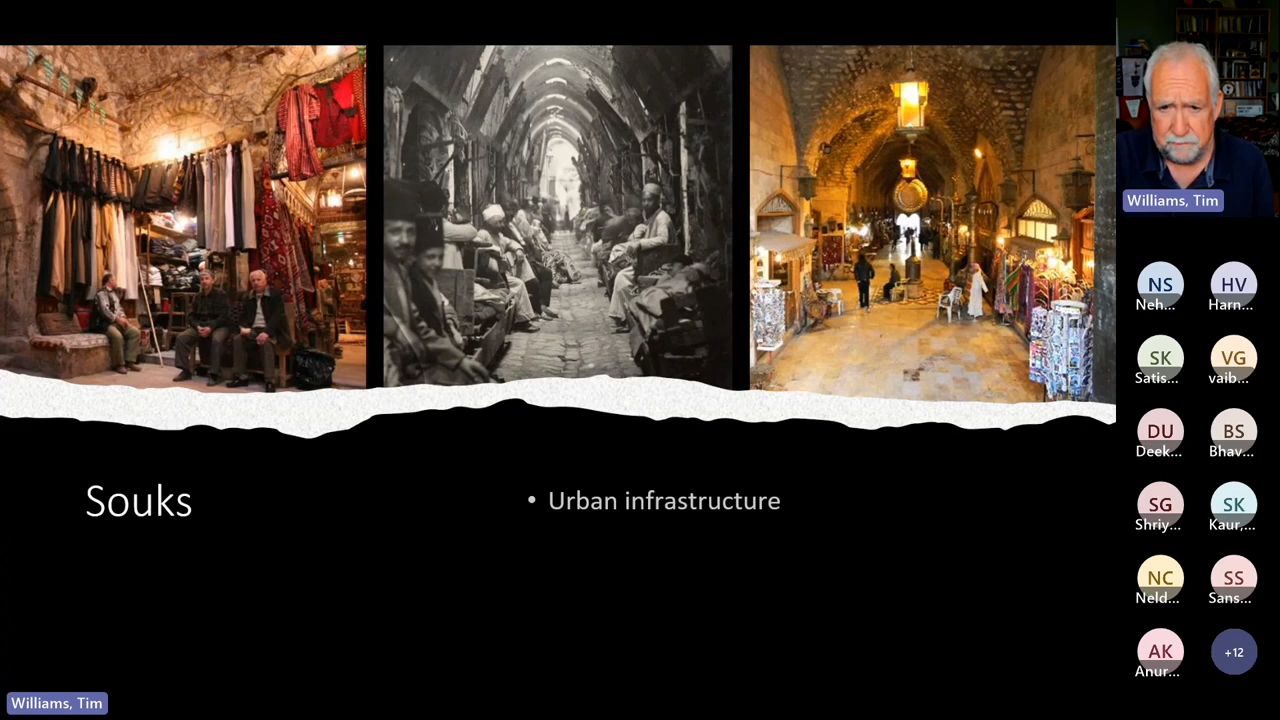 Souks
• Urban infrastructure
Williams, Tim
Williams, Tim
NS
Neh...
HV
Harn...
SK
Satis...
VG
vaib...
DU
Deek...
BS
Bhav...
SG
Shriy...
SK
Kaur,...
NC
Neld...
SS
Sans...
AK
Anur...
+12